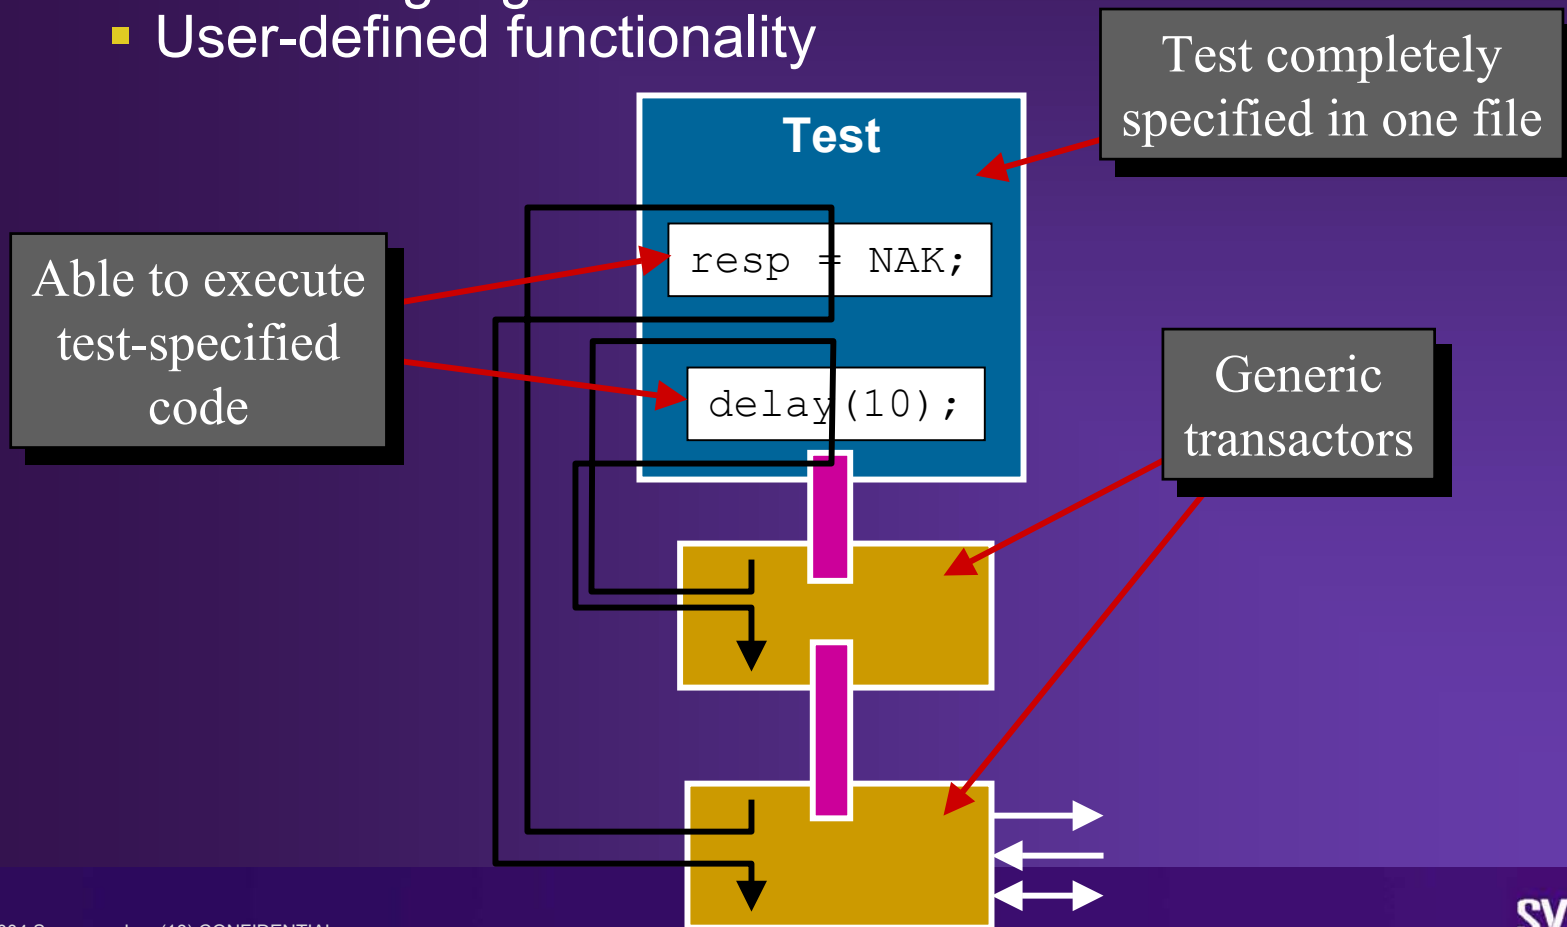 User-defined functionality
Test completely
specified in one file
Test
resp = NAK;
Able to execute
test-specified
code
delay(10);
Generic
transactors
CONFIDENTIAL